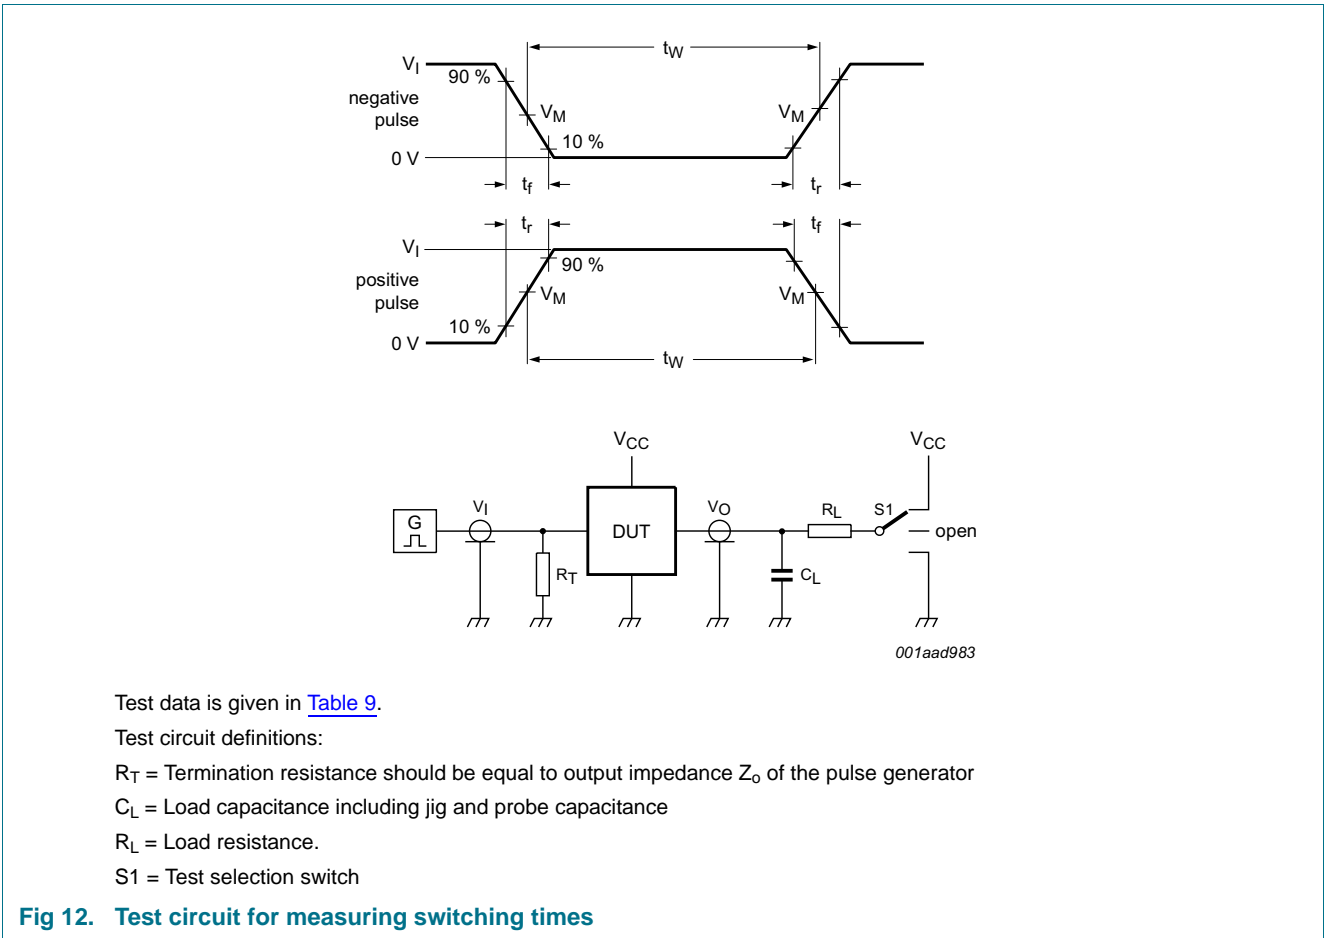 tW
VI
90 %
negative
pulse
VM
VM
10 %
0 V
tf
tr
tr
tf
VI
90 %
positive
pulse
VM
VM
10 %
0 V
tW
VCC
VCC
VI
VO
RL
S1
G
DUT
open
RT
CL
001aad983
Test data is given in Table 9.
Test circuit definitions:
RT = Termination resistance should be equal to output impedance Zo of the pulse generator
CL = Load capacitance including jig and probe capacitance
RL = Load resistance.
S1 = Test selection switch
Fig 12. Test circuit for measuring switching times